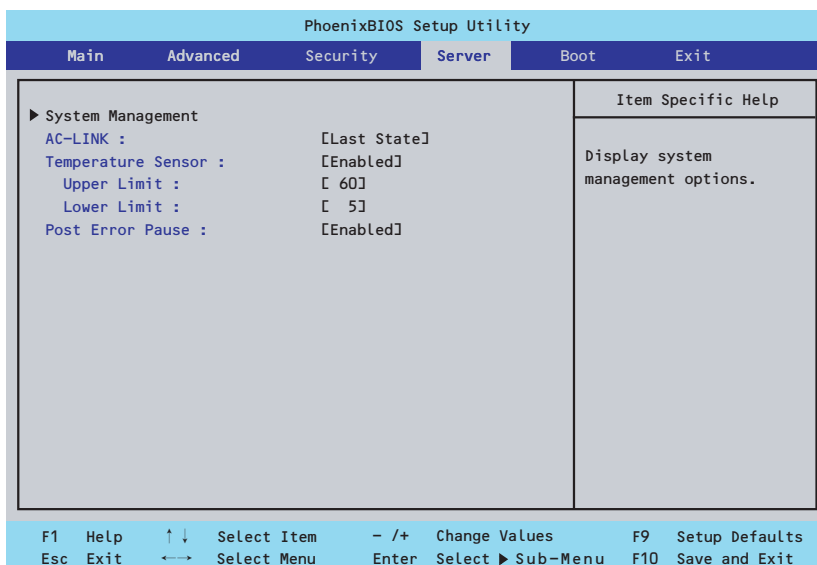 PhoenixBIOS Setup Utility
Main Advanced Security Server Boot Exit
Item Specific Help
▶ System Management
AC-LINK : [Last State]
Temperature Sensor : [Enabled]
Upper Limit : [ 60]
Lower Limit : [ 5]
Post Error Pause : [Enabled]
Display system
management options.
F1 Help ↑↓ Select Item - /+ Change Values F9 Setup Defaults
Esc Exit ←→ Select Menu Enter Select ▶ Sub-Menu F10 Save and Exit